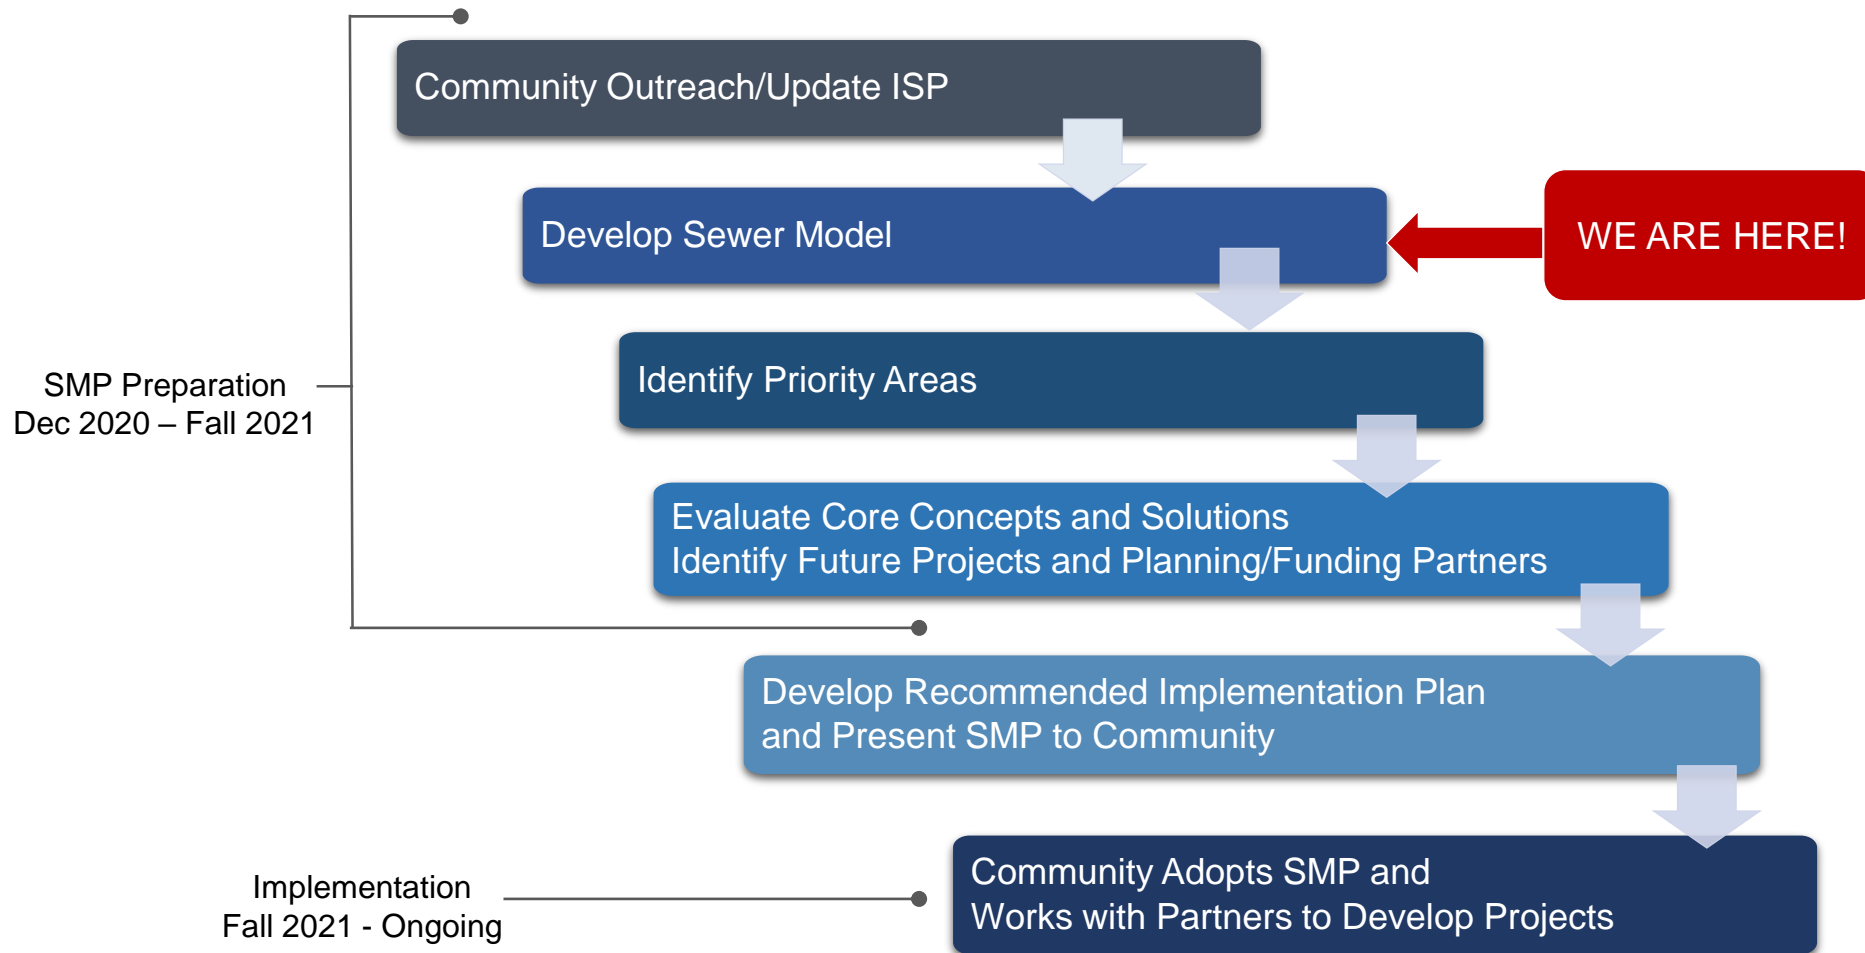 Community Outreach/Update ISP
Develop Sewer Model
WE ARE HERE!
Identify Priority Areas
SMP Preparation
Dec 2020 – Fall 2021
Evaluate Core Concepts and Solutions
Identify Future Projects and Planning/Funding Partners
Develop Recommended Implementation Plan
and Present SMP to Community
Community Adopts SMP and
Works with Partners to Develop Projects
Implementation
Fall 2021 - Ongoing